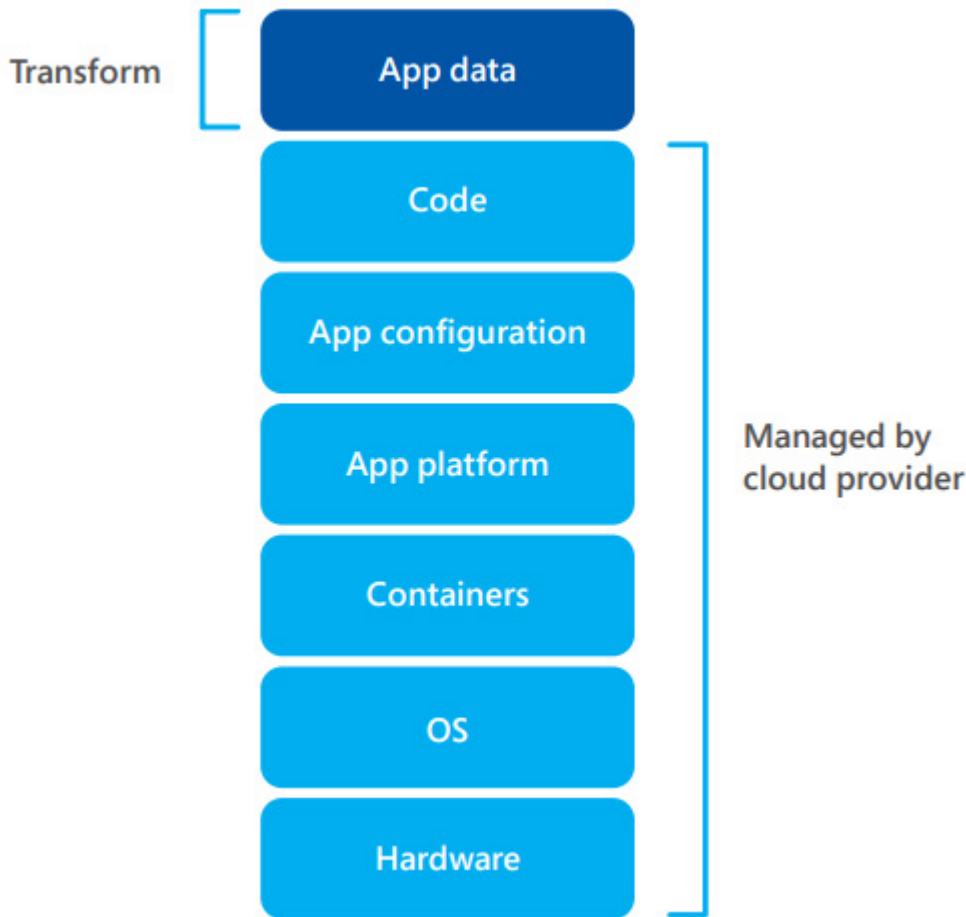 Transform
App data
Code
App configuration
App platform
Managed by
cloud provider
Containers
OS
Hardware